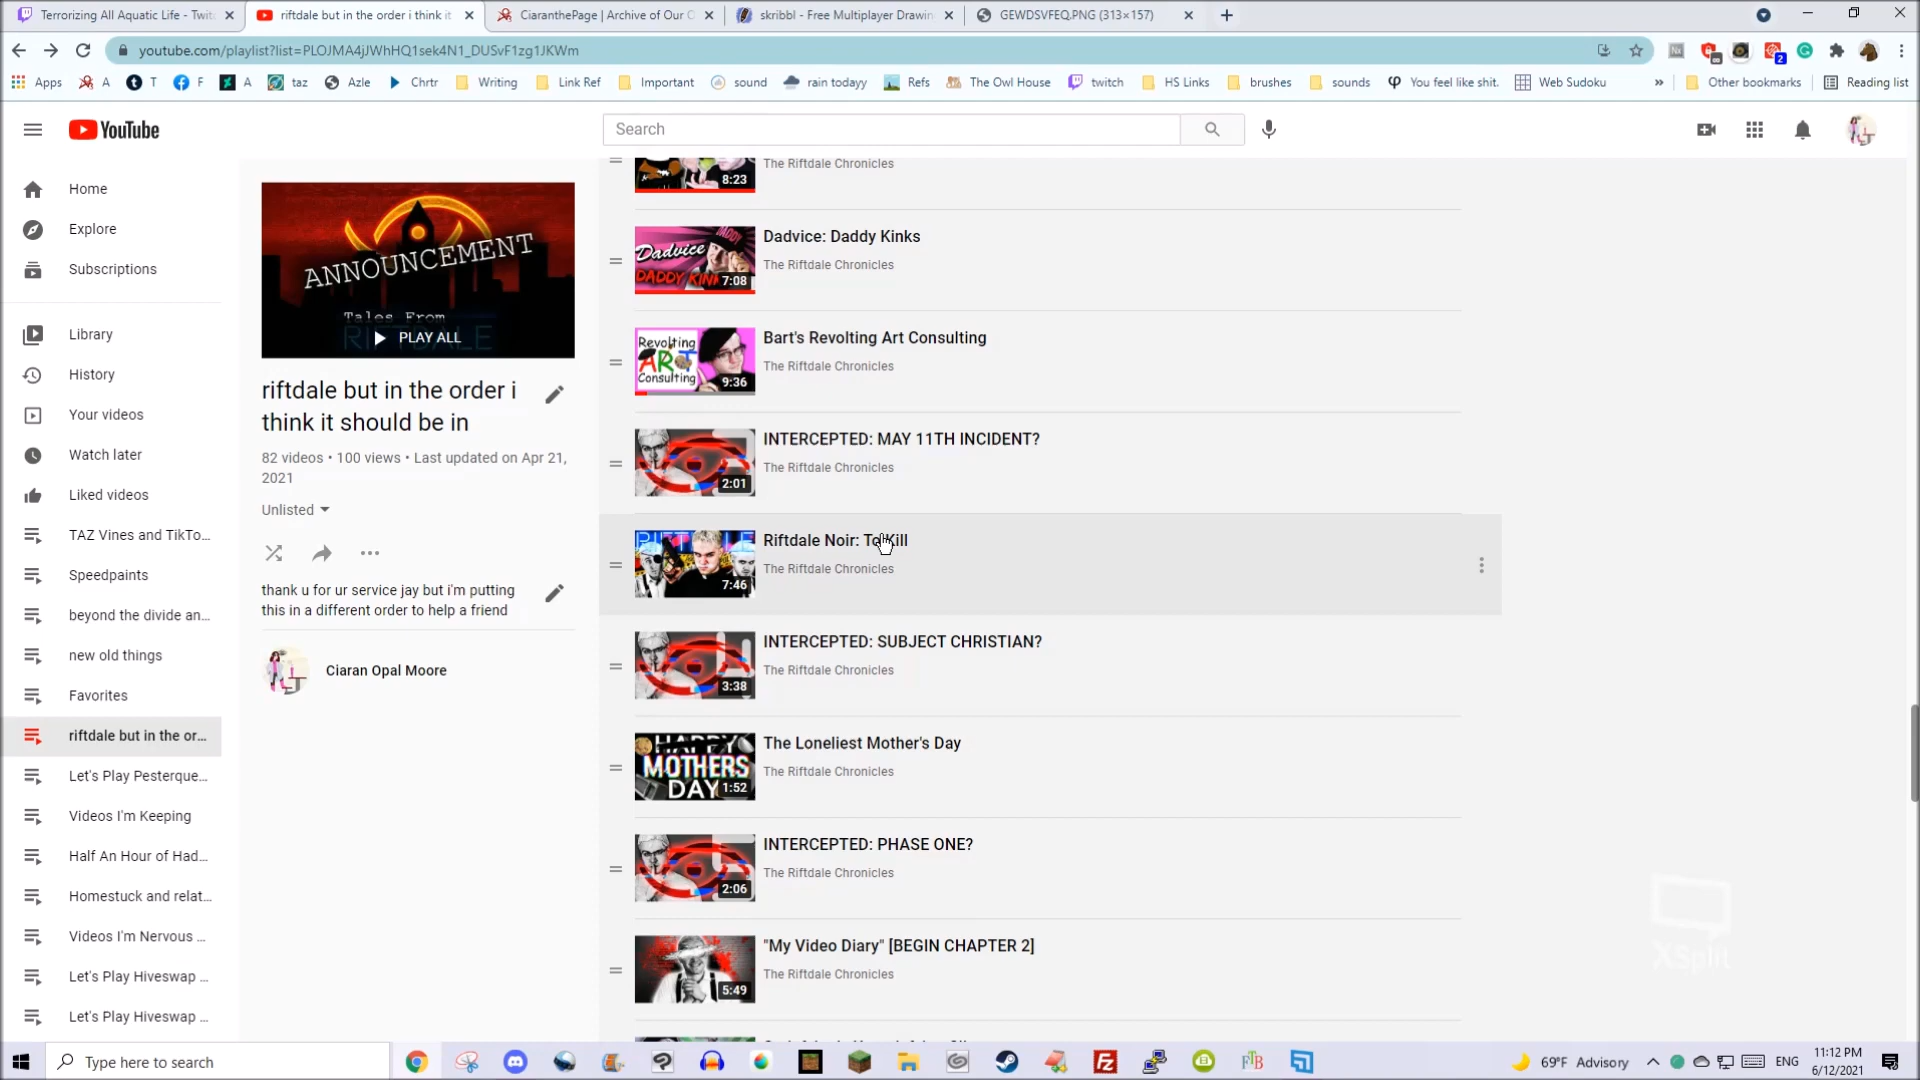 Terrorizing All Aquatic Life - Twit
riftdale but in the order i think it
CiaranthePage | Archive of Our O
skribbl - Free Multiplayer Drawin
GEWDSVFEQ.PNG (313×157)
youtube.com/playlist?list=PLOJMA4jJWhHQ1sek4N1_DUSvF1zg1JKWm
Apps A T F A taz Azle Chrtr Writing Link Ref Important sound rain todayy Refs The Owl House twitch HS Links brushes sounds You feel like shit. Web Sudoku » Other bookmarks Reading list
YouTube
Search
Home
Explore
Subscriptions
Library
History
Your videos
Watch later
Liked videos
TAZ Vines and TikTo...
Speedpaints
beyond the divide an...
new old things
Favorites
riftdale but in the or...
Let's Play Pesterque...
Videos I'm Keeping
Half An Hour of Had...
Homestuck and relat...
Videos I'm Nervous ...
Let's Play Hiveswap ...
Let's Play Hiveswap ...
ANNOUNCEMENT
Tales From
RIFTDALE
PLAY ALL
riftdale but in the order i
think it should be in
82 videos • 100 views • Last updated on Apr 21,
2021
Unlisted
thank u for ur service jay but i'm putting
this in a different order to help a friend
Ciaran Opal Moore
8:23
The Riftdale Chronicles
Dadvice
DADDY KIN
7:08
Dadvice: Daddy Kinks
The Riftdale Chronicles
Revolting
ART
Consulting
9:36
Bart's Revolting Art Consulting
The Riftdale Chronicles
2:01
INTERCEPTED: MAY 11TH INCIDENT?
The Riftdale Chronicles
7:46
Riftdale Noir: To Kill
The Riftdale Chronicles
3:38
INTERCEPTED: SUBJECT CHRISTIAN?
The Riftdale Chronicles
HAPPY
MOTHERS
DAY
1:52
The Loneliest Mother's Day
The Riftdale Chronicles
2:06
INTERCEPTED: PHASE ONE?
The Riftdale Chronicles
5:49
"My Video Diary" [BEGIN CHAPTER 2]
The Riftdale Chronicles
XSplit
Type here to search
69°F Advisory
ENG
11:12 PM
6/12/2021